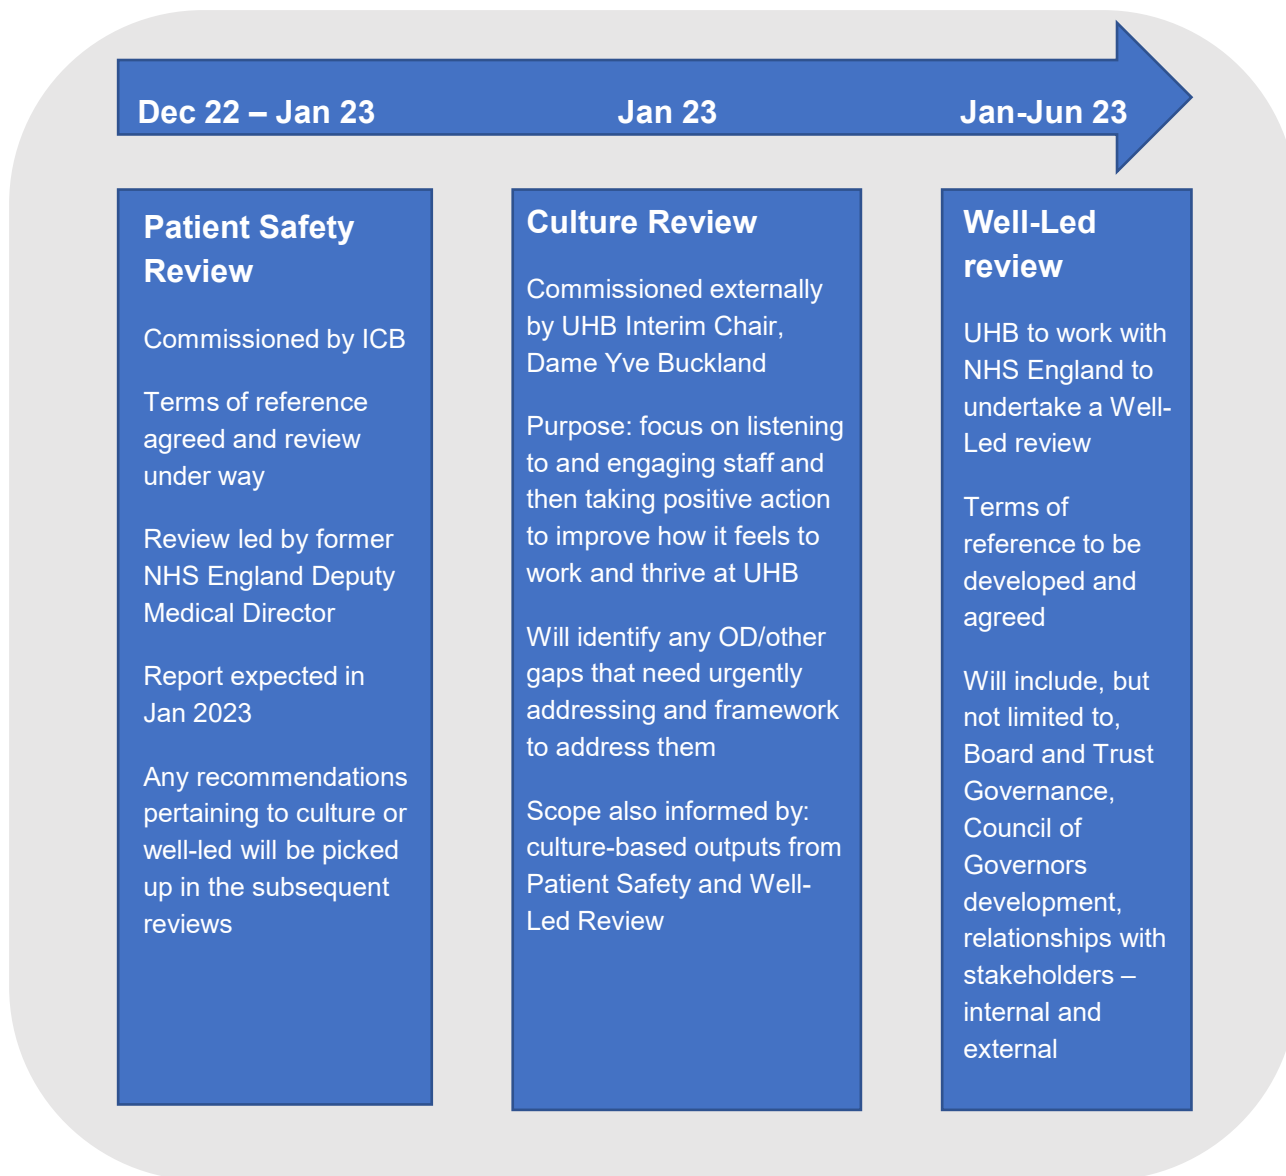 Dec 22 – Jan 23
Jan 23
Jan-Jun 23
Patient Safety
Review
Commissioned by ICB
Terms of reference
agreed and review
under way
Review led by former
NHS England Deputy
Medical Director
Report expected in
Jan 2023
Any recommendations
pertaining to culture or
well-led will be picked
up in the subsequent
reviews
Culture Review
Commissioned externally
by UHB Interim Chair,
Dame Yve Buckland
Purpose: focus on listening
to and engaging staff and
then taking positive action
to improve how it feels to
work and thrive at UHB
Will identify any OD/other
gaps that need urgently
addressing and framework
to address them
Scope also informed by:
culture-based outputs from
Patient Safety and Well-
Led Review
Well-Led
review
UHB to work with
NHS England to
undertake a Well-
Led review
Terms of
reference to be
developed and
agreed
Will include, but
not limited to,
Board and Trust
Governance,
Council of
Governors
development,
relationships with
stakeholders –
internal and
external